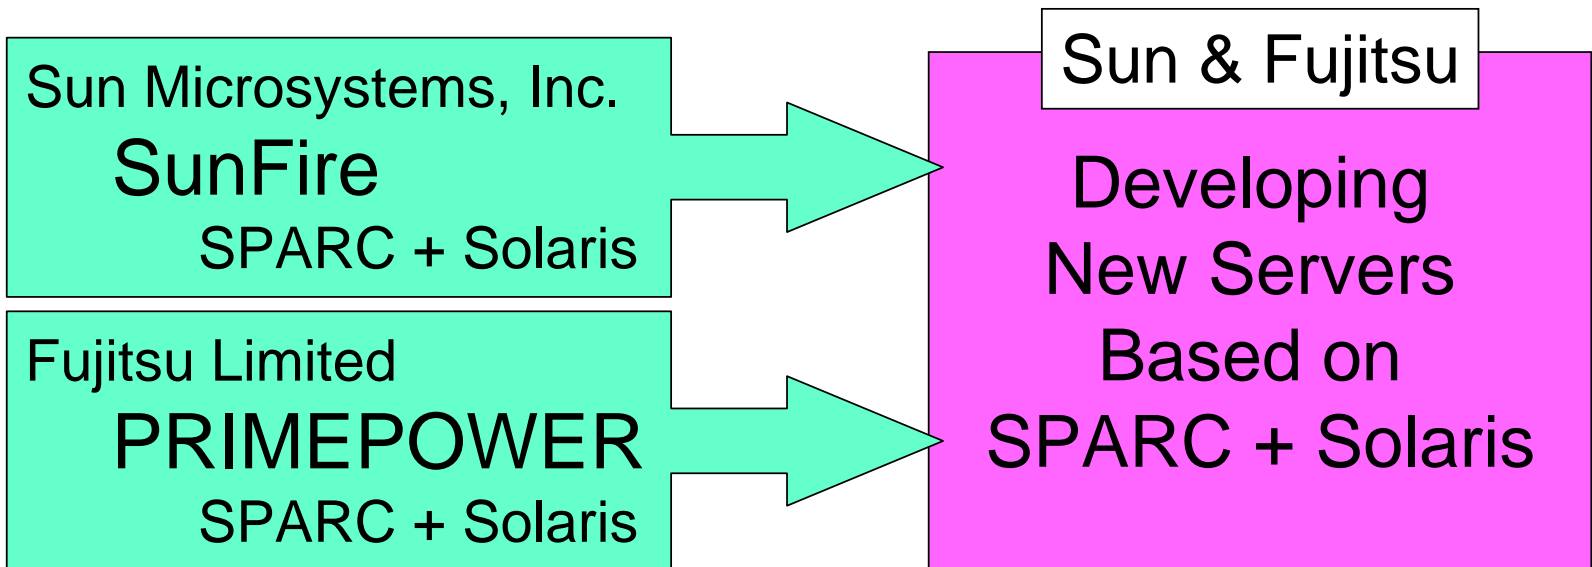 Sun Microsystems, Inc.
SunFire
SPARC + Solaris
Fujitsu Limited
PRIMEPOWER
SPARC + Solaris
Sun & Fujitsu
Developing
New Servers
Based on
SPARC + Solaris